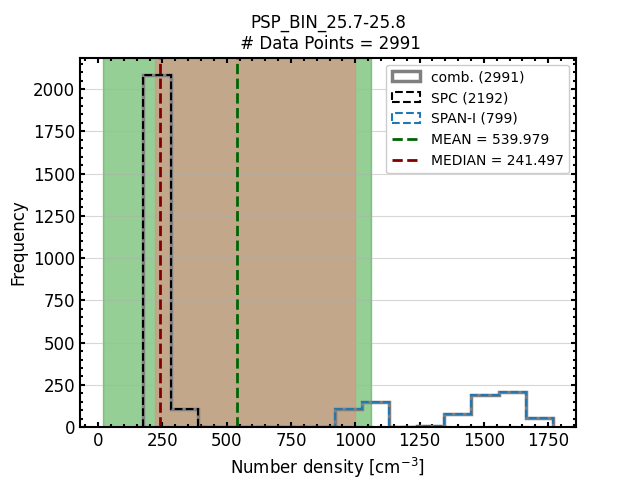 PSP_BIN_25.7-25.8
# Data Points = 2991
comb. (2991)
SPC (2192)
SPAN-I (799)
MEAN = 539.979
MEDIAN = 241.497
Frequency
2000
1750
1500
1250
1000
750
500
250
0
0 250 500 750 1000 1250 1500 1750
Number density [cm⁻³]